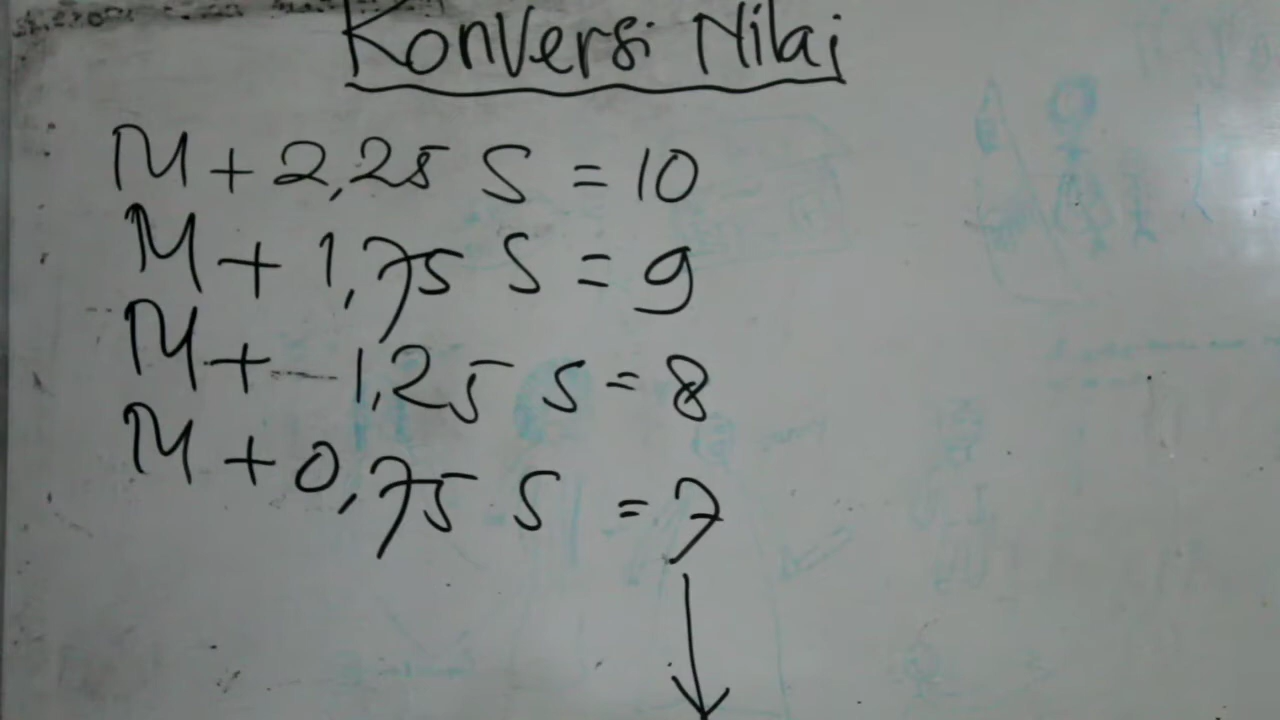 Konversi Nilai
M + 2,25 S = 10
M + 1,75 S = 9
M + 1,25 S = 8
M + 0,75 S = 7